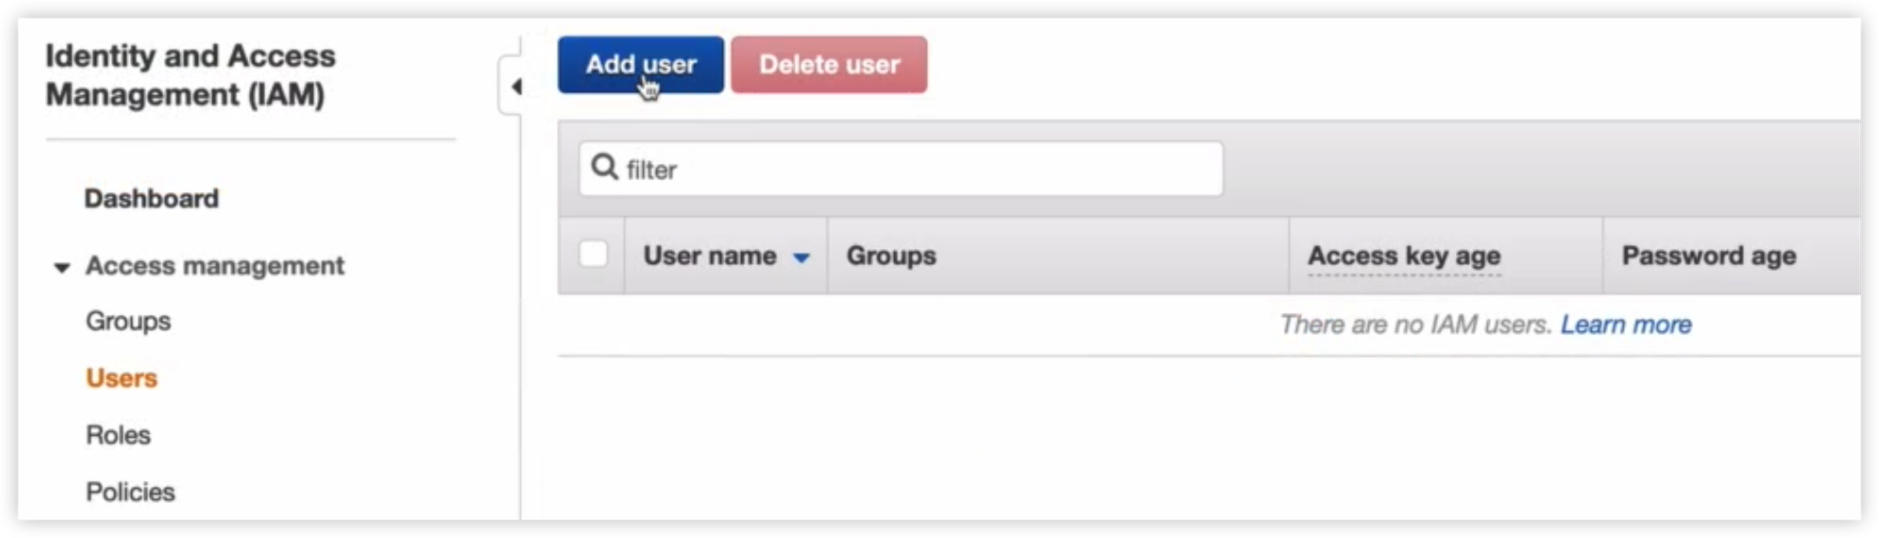 Identity and Access
Management (IAM)
Dashboard
Access management
Groups
Users
Roles
Policies
Add user
Delete user
filter
User name
Groups
Access key age
Password age
There are no IAM users. Learn more